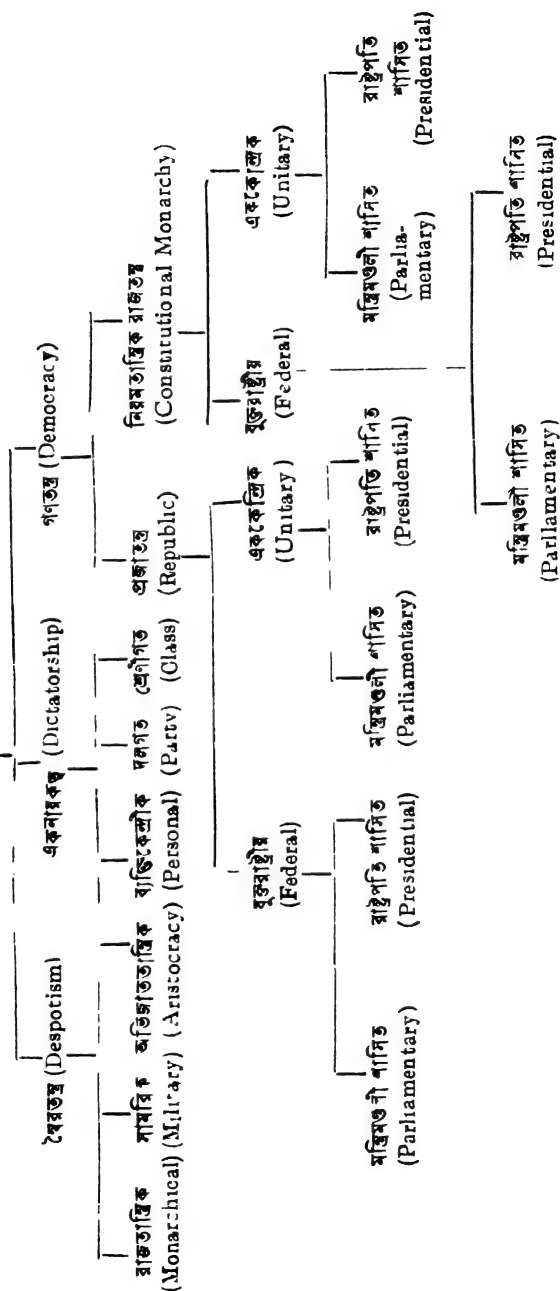 স্বৈরতন্ত্র (Despotism) একনায়কত্ব (Dictatorship) গণতন্ত্র (Democracy)
রাজতান্ত্রিক সামরিক অভিজাততান্ত্রিক ব্যক্তিকেন্দ্রীক দলগত শ্রেণীগত প্রজাতন্ত্র নিয়মতান্ত্রিক রাজতন্ত্র
(Monarchical) (Military) (Aristocracy) (Personal) (Party) (Class) (Republic) (Constitutional Monarchy)
যুক্তরাষ্ট্রীয় এককেন্দ্রিক যুক্তরাষ্ট্রীয় এককেন্দ্রিক
(Federal) (Unitary) (Federal) (Unitary)
মন্ত্রিমণ্ডলী শাসিত রাষ্ট্রপতি শাসিত মন্ত্রিমণ্ডলী শাসিত রাষ্ট্রপতি শাসিত
(Parliamentary) (Presidential) (Parliamentary) (Presidential)
মন্ত্রিমণ্ডলী শাসিত রাষ্ট্রপতি
(Parlia- শাসিত
mentary) (Presidential)
মন্ত্রিমণ্ডলী শাসিত রাষ্ট্রপতি শাসিত
(Parliamentary) (Presidential)